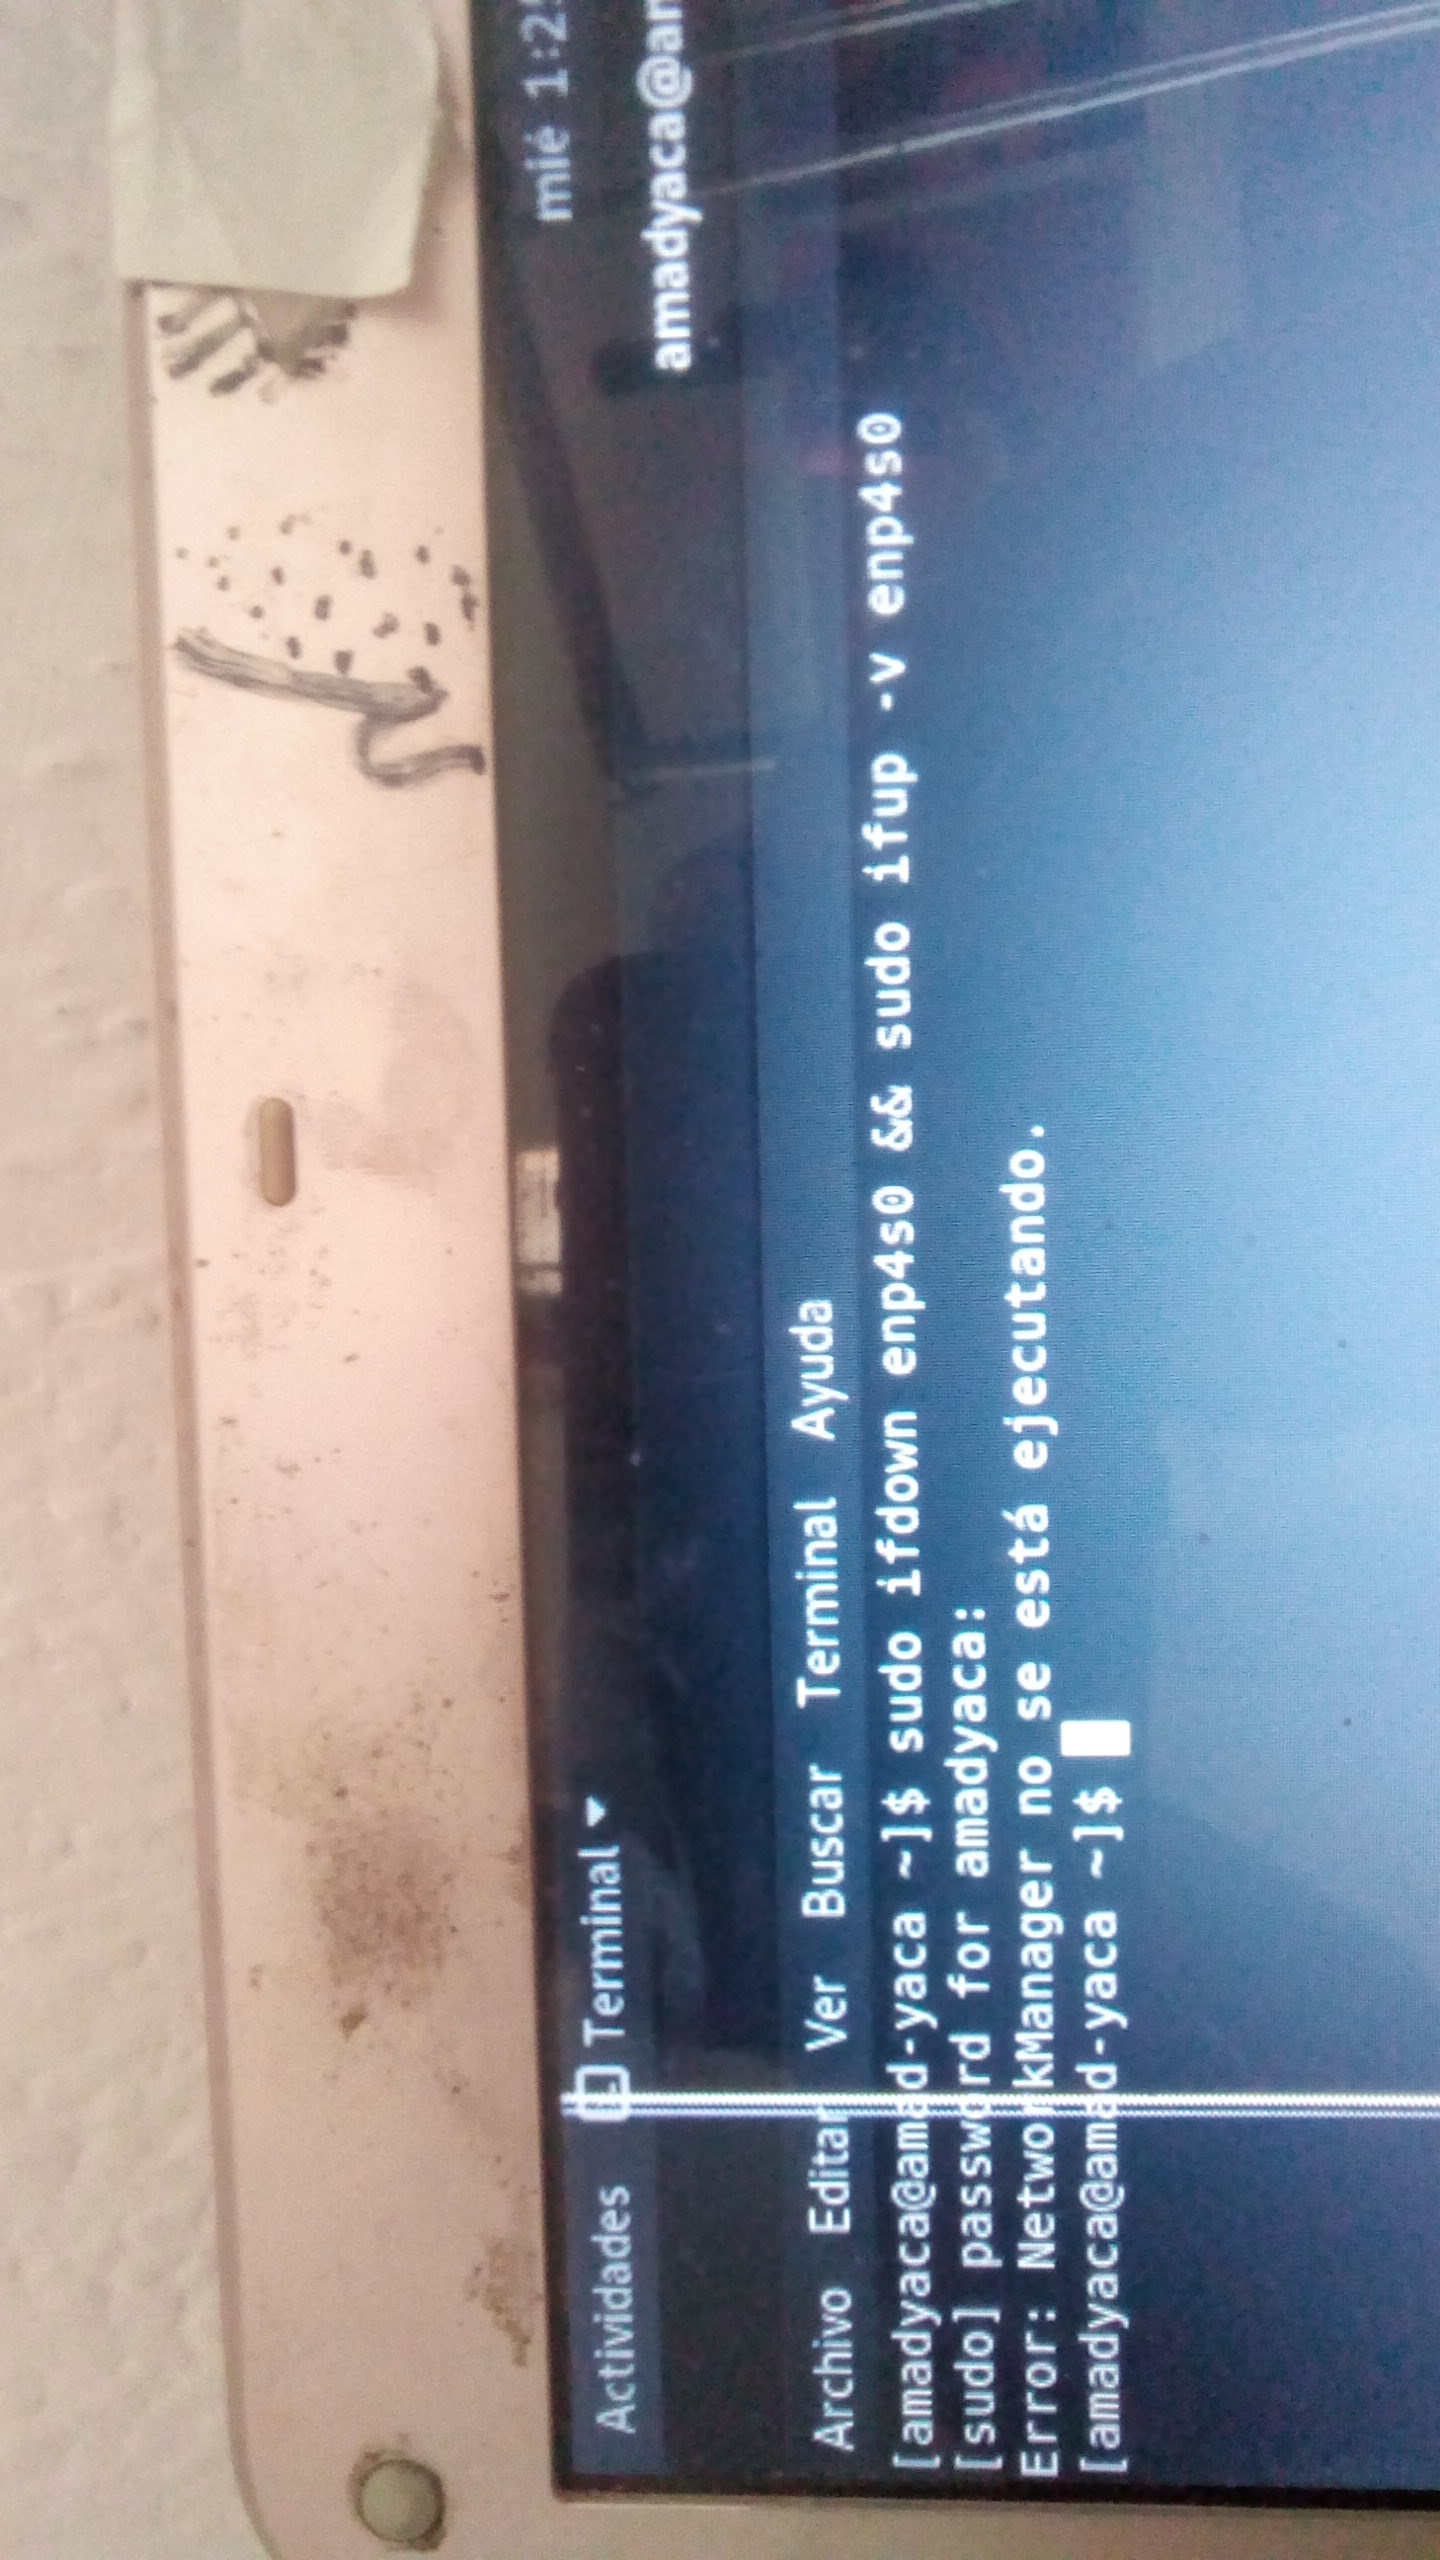 mié 1:2
Actividades Terminal
amadyaca@a
Archivo Editar Ver Buscar Terminal Ayuda
[amadyaca@amad-yaca ~]$ sudo ifdown enp4s0 && sudo ifup -v enp4s0
[sudo] password for amadyaca:
Error: NetworkManager no se está ejecutando.
[amadyaca@amad-yaca ~]$